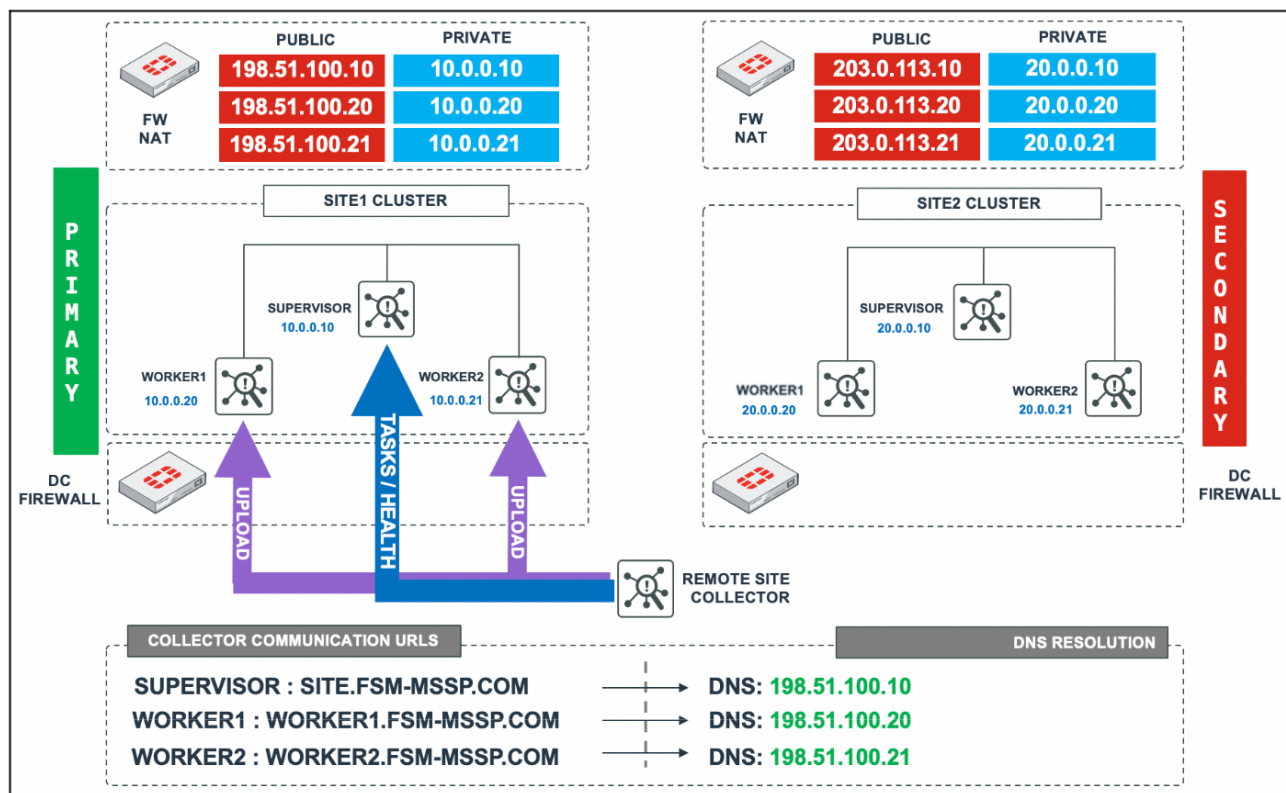 PUBLIC PRIVATE
198.51.100.10 10.0.0.10
198.51.100.20 10.0.0.20
198.51.100.21 10.0.0.21
FW
NAT
PUBLIC PRIVATE
203.0.113.10 20.0.0.10
203.0.113.20 20.0.0.20
203.0.113.21 20.0.0.21
FW
NAT
PRIMARY
SITE1 CLUSTER
SUPERVISOR
10.0.0.10
WORKER1
10.0.0.20
WORKER2
10.0.0.21
SITE2 CLUSTER
SUPERVISOR
20.0.0.10
WORKER1
20.0.0.20
WORKER2
20.0.0.21
SECONDARY
DC
FIREWALL
UPLOAD
TASKS / HEALTH
UPLOAD
DC
FIREWALL
REMOTE SITE
COLLECTOR
COLLECTOR COMMUNICATION URLS DNS RESOLUTION
SUPERVISOR : SITE.FSM-MSSP.COM DNS: 198.51.100.10
WORKER1 : WORKER1.FSM-MSSP.COM DNS: 198.51.100.20
WORKER2 : WORKER2.FSM-MSSP.COM DNS: 198.51.100.21